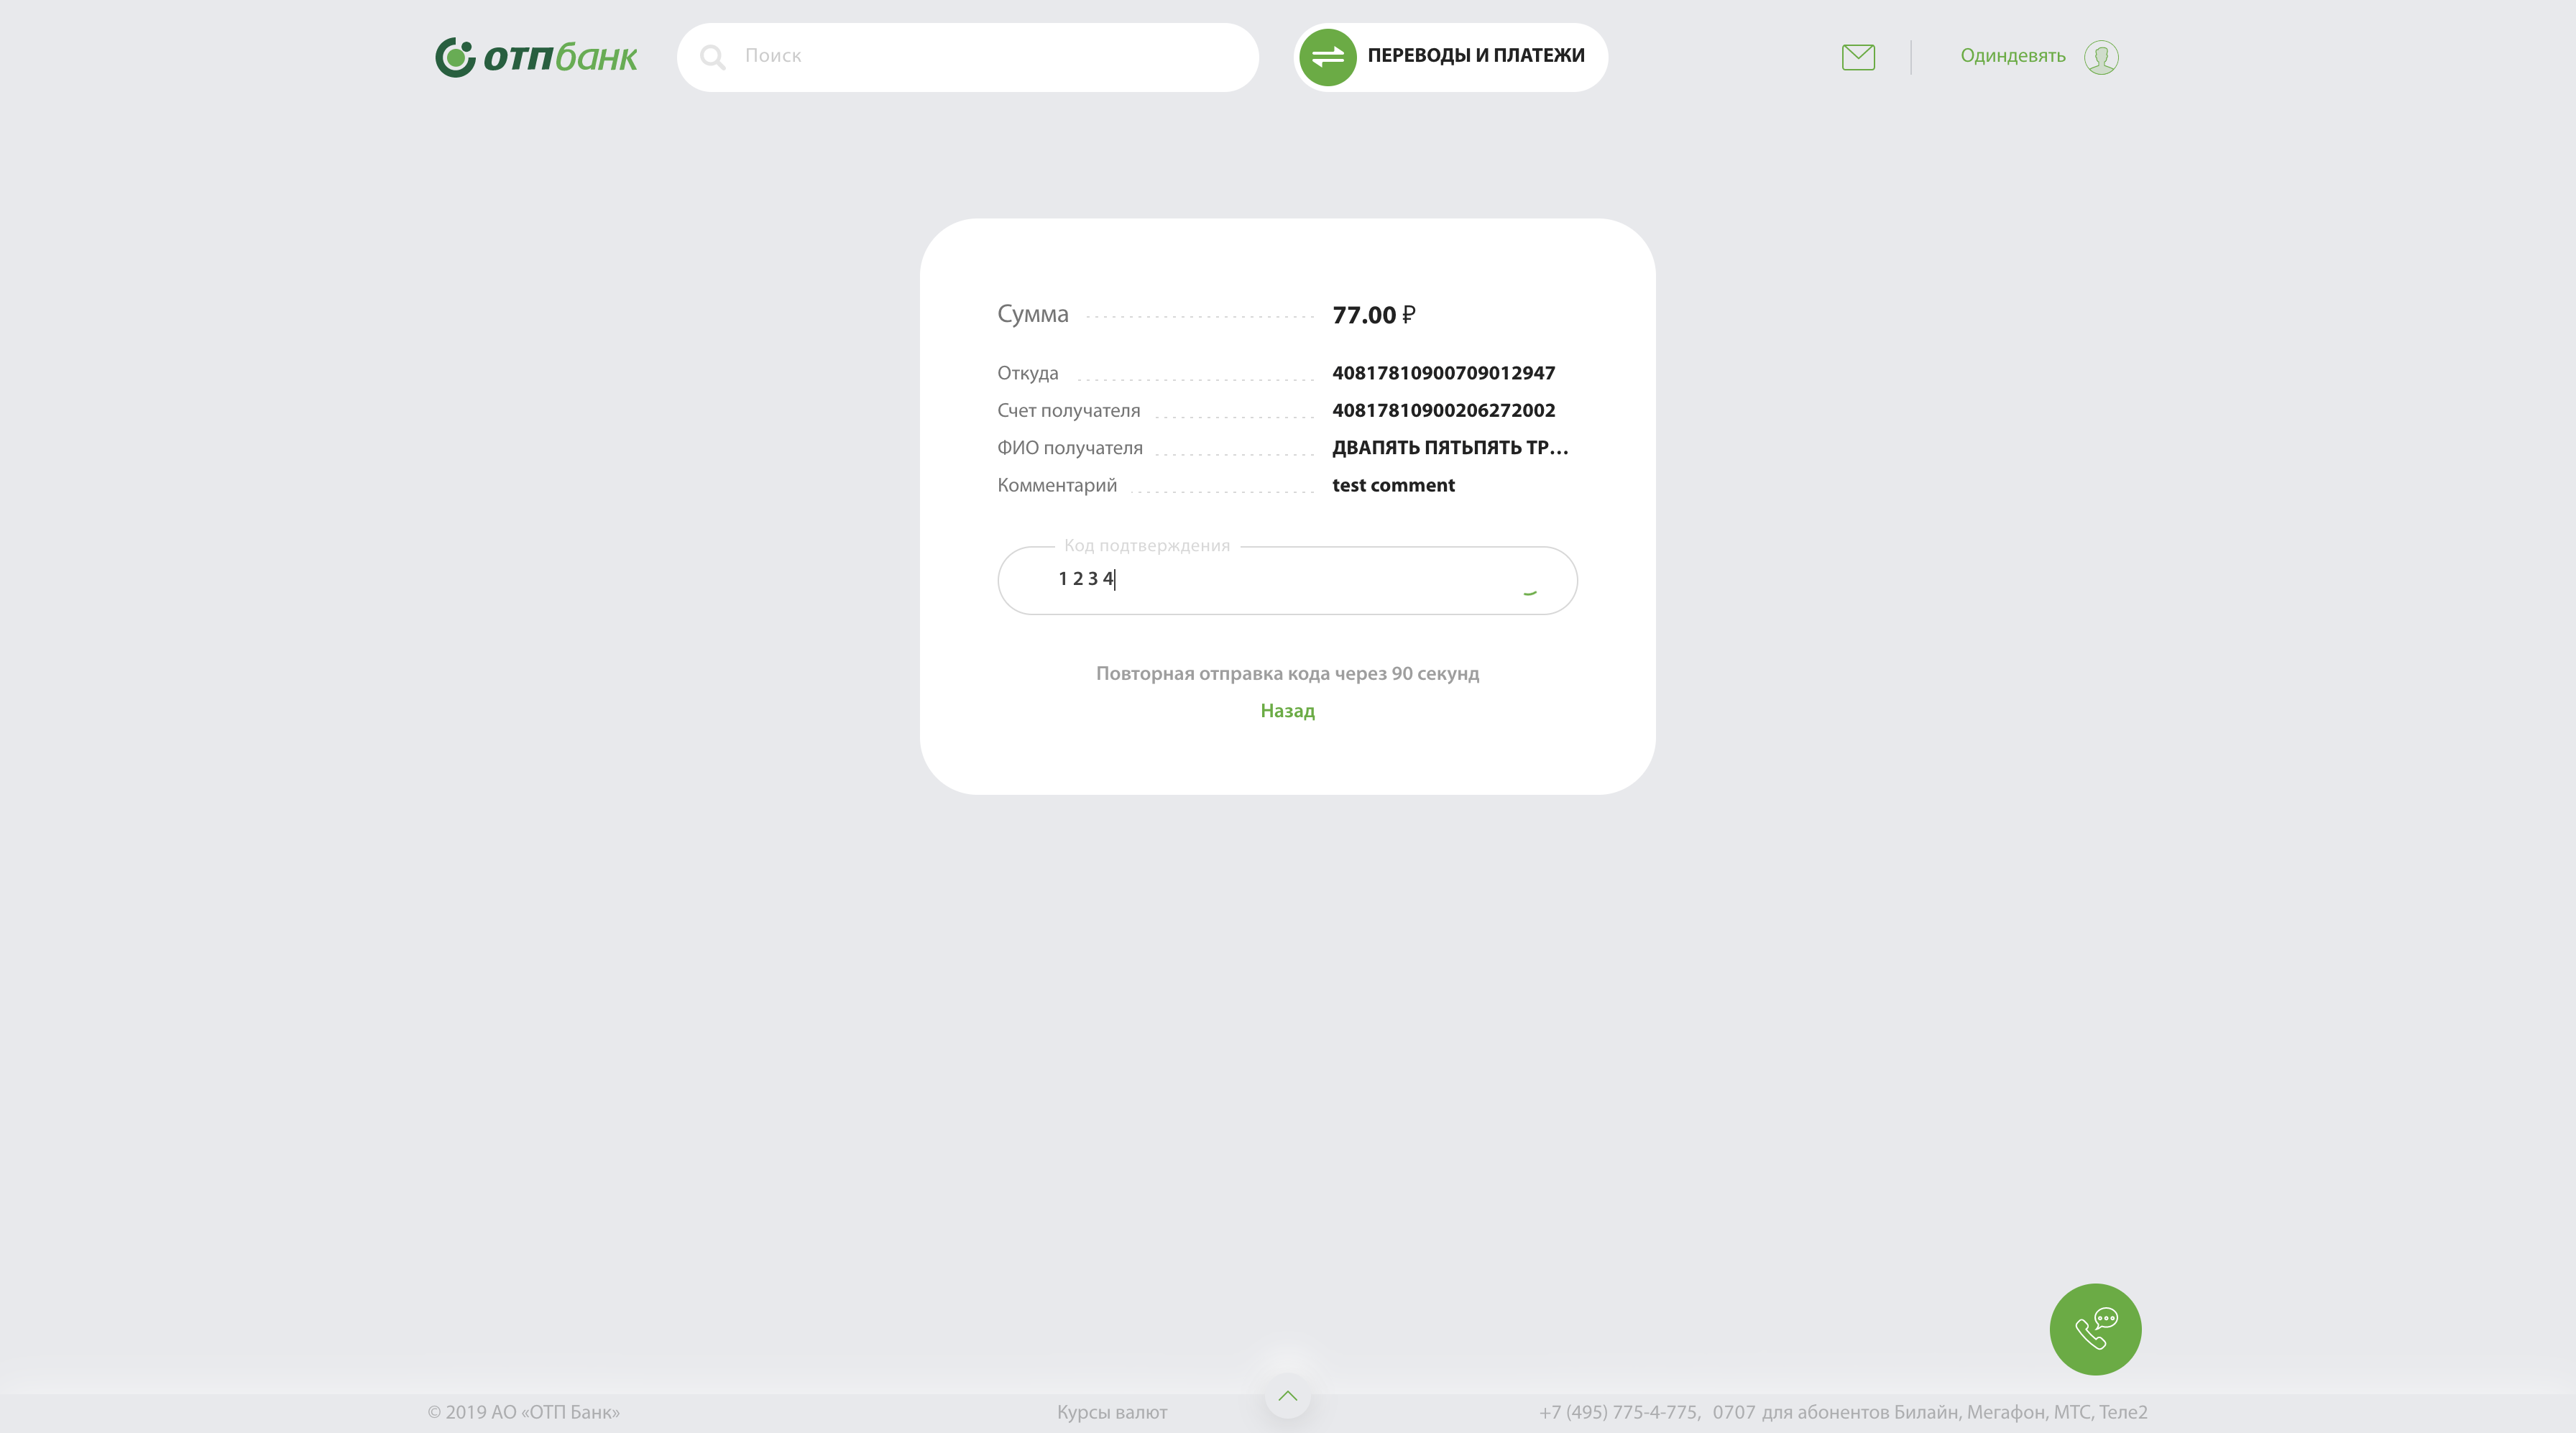 отпбанк
Поиск
ПЕРЕВОДЫ И ПЛАТЕЖИ
Одиндевять
Сумма 77.00 ₽
Откуда 40817810900709012947
Счет получателя 40817810900206272002
ФИО получателя ДВАПЯТЬ ПЯТЬПЯТЬ ТР...
Комментарий test comment
Код подтверждения
1 2 3 4
Повторная отправка кода через 90 секунд
Назад
© 2019 АО «ОТП Банк» Курсы валют +7 (495) 775-4-775, 0707 для абонентов Билайн, Мегафон, МТС, Теле2